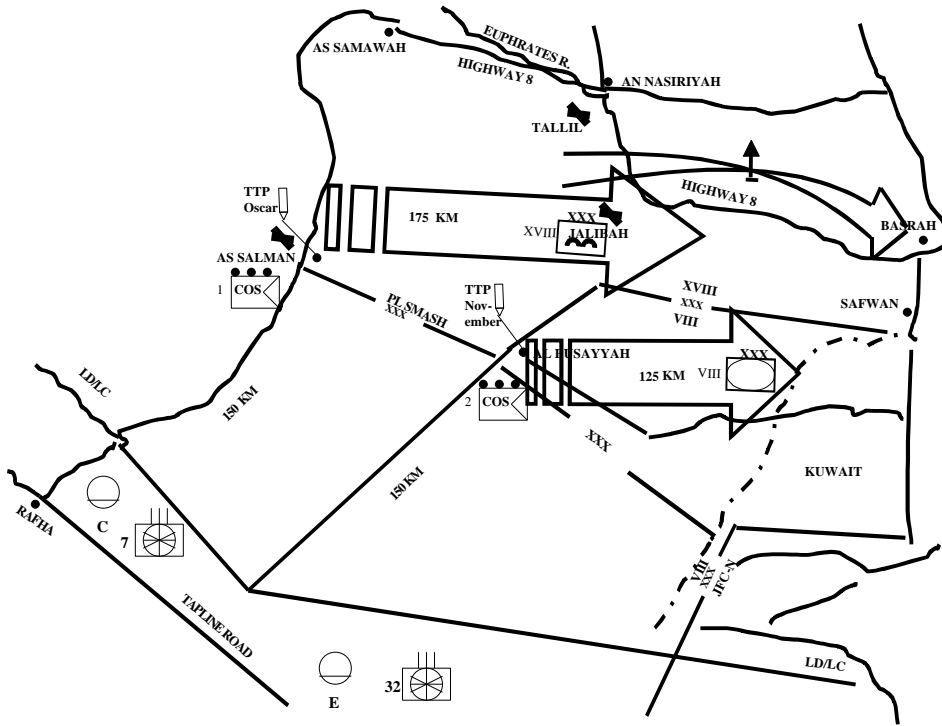 AS SAMAWAH
EUPHRATES R.
HIGHWAY 8
AN NASIRIYAH
TALLIL
TTP
Oscar
175 KM
XXX
XVIII
JALIBAH
HIGHWAY 8
BASRAH
AS SALMAN
1
COS
PL SMASH
XXX
TTP
Nov-
ember
XVIII
XXX
VIII
SAFWAN
AL BUSAYYAH
XXX
VIII
125 KM
2
COS
XXX
LD/LC
150 KM
150 KM
KUWAIT
RAFHA
C
7
TAPLINE ROAD
VIII
XXX
JFC-N
E
32
LD/LC